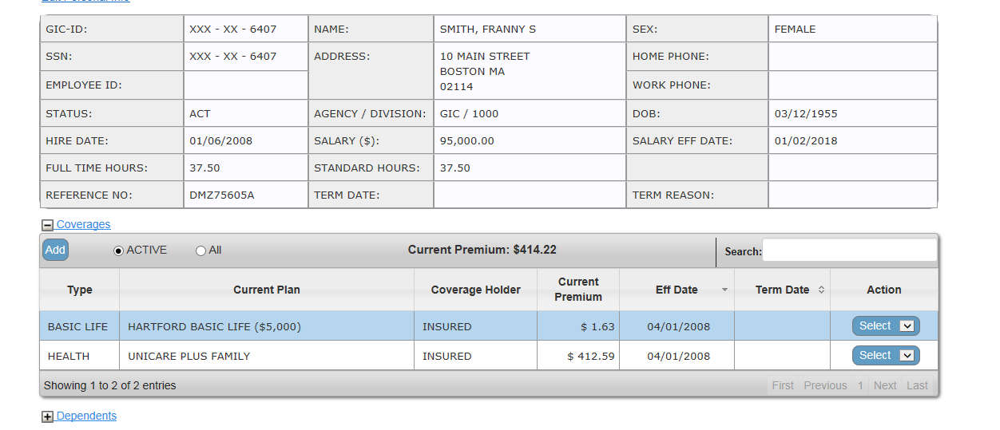 GIC-ID: XXX - XX - 6407 NAME: SMITH, FRANNY S SEX: FEMALE
SSN: XXX - XX - 6407 ADDRESS: 10 MAIN STREET HOME PHONE:
BOSTON MA
EMPLOYEE ID: 02114 WORK PHONE:
STATUS: ACT AGENCY / DIVISION: GIC / 1000 DOB: 03/12/1955
HIRE DATE: 01/06/2008 SALARY ($): 95,000.00 SALARY EFF DATE: 01/02/2018
FULL TIME HOURS: 37.50 STANDARD HOURS: 37.50
REFERENCE NO: DMZ75605A TERM DATE: TERM REASON:
Coverages
Add ACTIVE All Current Premium: $414.22 Search:
Type Current Plan Coverage Holder Current Premium Eff Date Term Date Action
BASIC LIFE HARTFORD BASIC LIFE ($5,000) INSURED $ 1.63 04/01/2008 Select
HEALTH UNICARE PLUS FAMILY INSURED $ 412.59 04/01/2008 Select
Showing 1 to 2 of 2 entries First Previous 1 Next Last
Dependents